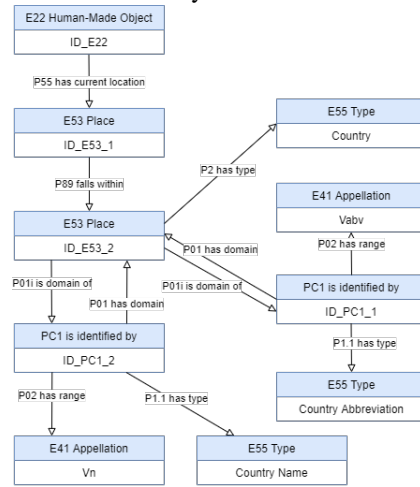 E22 Human-Made Object
ID_E22
P55 has current location
E53 Place
ID_E53_1
E55 Type
Country
P2 has type
P89 falls within
E41 Appellation
Vabv
E53 Place
ID_E53_2
P01 has domain
P02 has range
P01i is domain of
P01 has domain
P01i is domain of
PC1 is identified by
ID_PC1_1
PC1 is identified by
ID_PC1_2
P1.1 has type
P02 has range
P1.1 has type
E55 Type
Country Abbreviation
E41 Appellation
Vn
E55 Type
Country Name